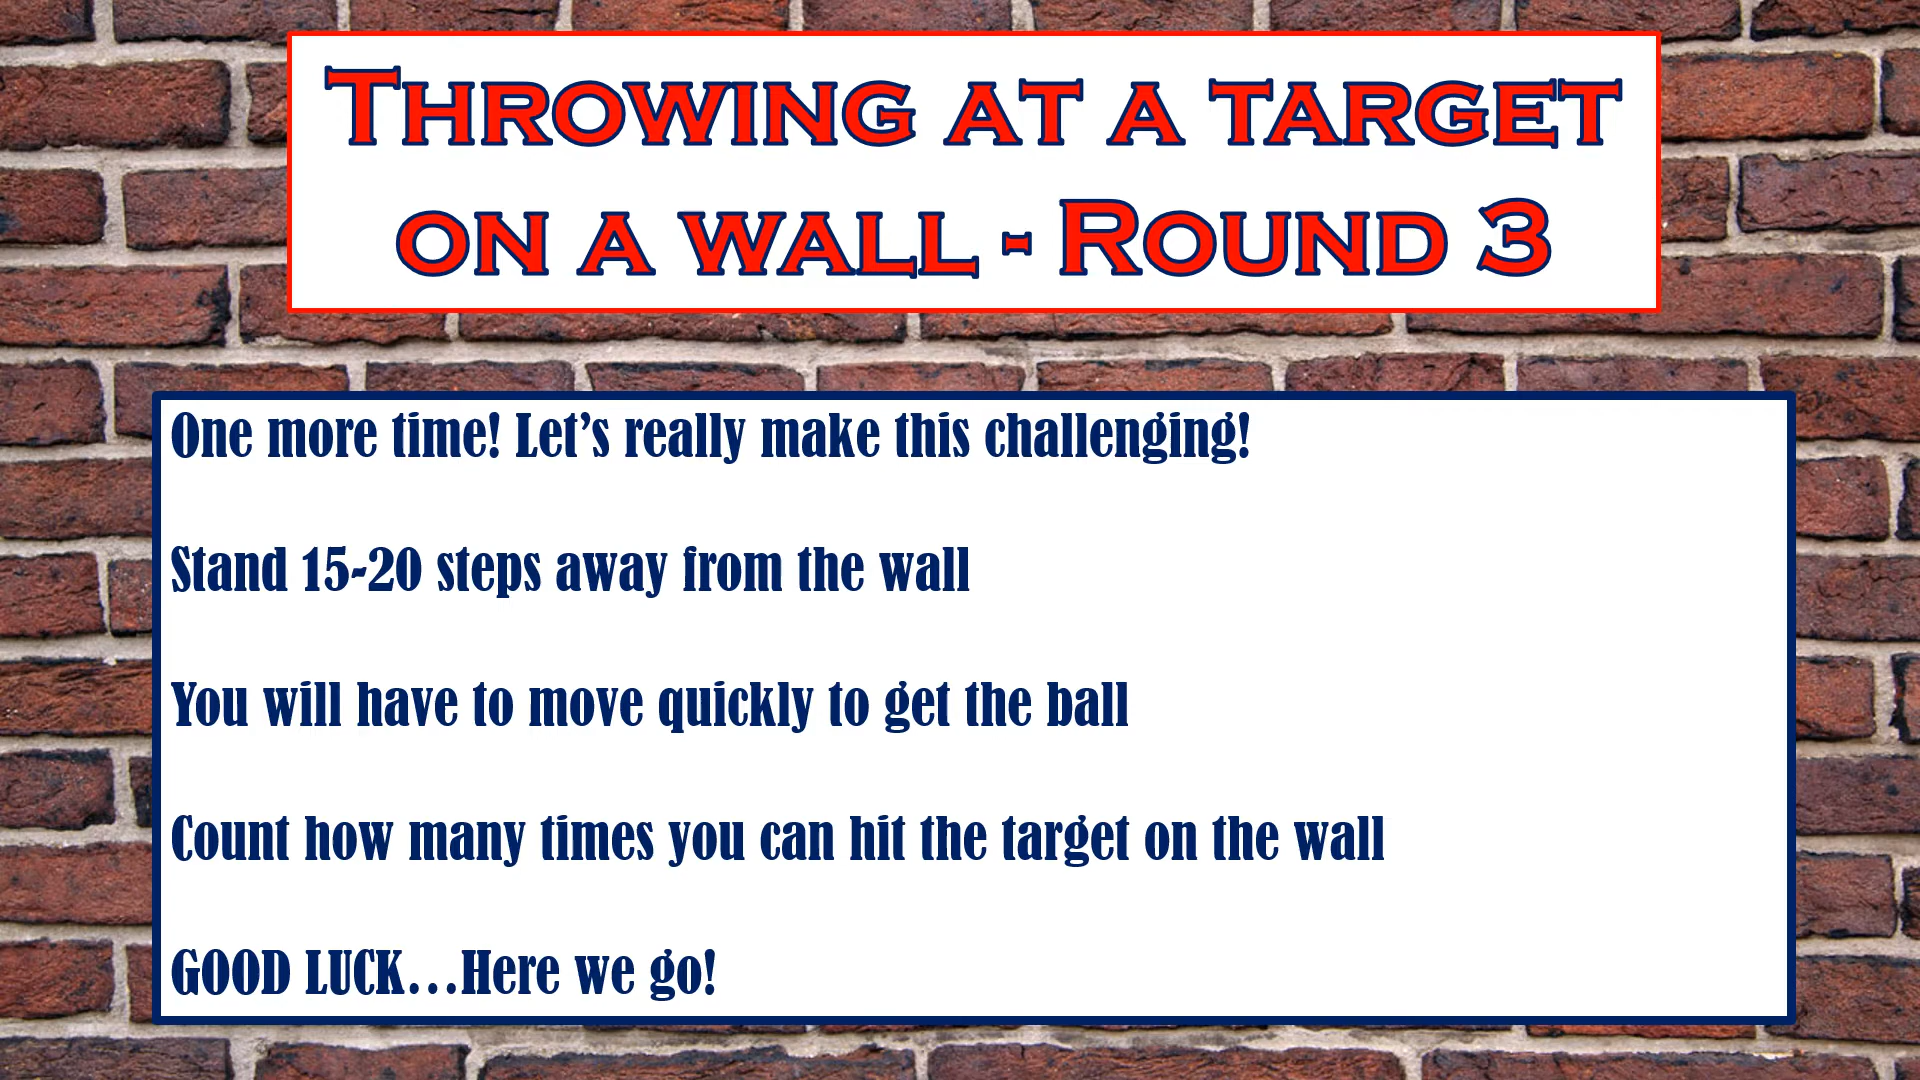 Throwing at a target
on a wall - Round 3
One more time! Let’s really make this challenging!
Stand 15-20 steps away from the wall
You will have to move quickly to get the ball
Count how many times you can hit the target on the wall
GOOD LUCK…Here we go!